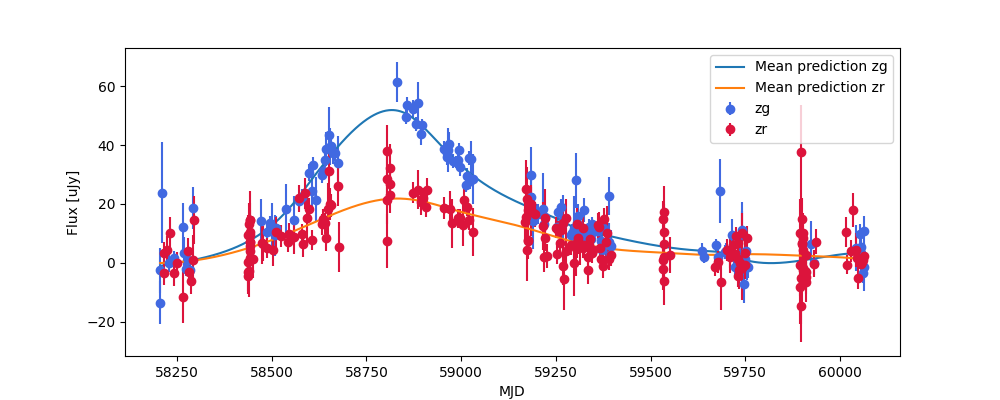 Mean prediction zg
Mean prediction zr
zg
zr
Flux [uJy]
60
40
20
0
−20
58250 58500 58750 59000 59250 59500 59750 60000
MJD